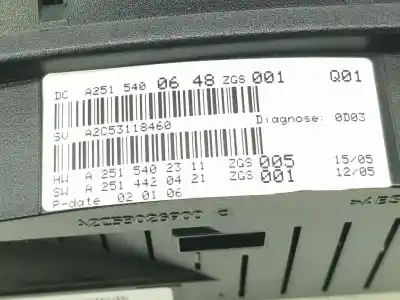 DC A251 540 06 48 ZGS 001 Q01
SV A2C53118460 Diagnose: 0D03
HW A 251 540 23 11 ZGS 005 15/05
SW A 251 442 04 21 ZGS 001 12/05
P-date 02 01 06
>ABS